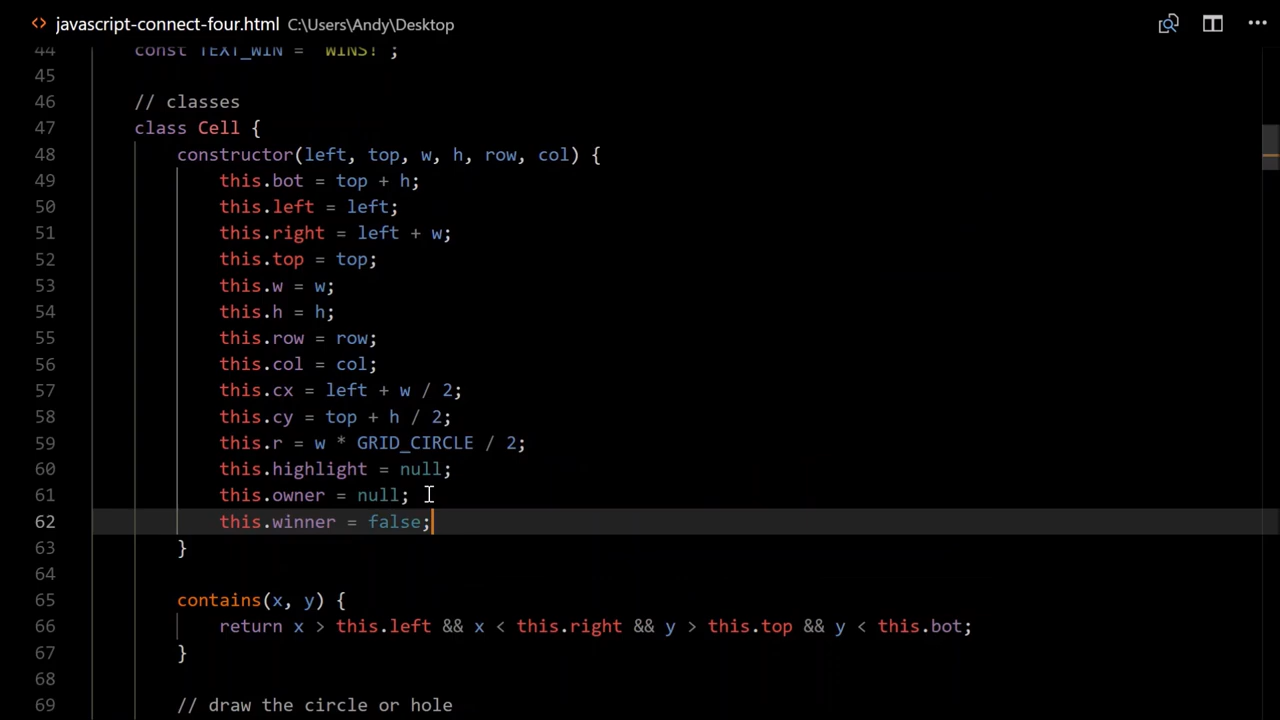 <> javascript-connect-four.html C:\Users\Andy\Desktop
44 const TEXT_WIN = "WINS!";
45
46 // classes
47 class Cell {
48 constructor(left, top, w, h, row, col) {
49 this.bot = top + h;
50 this.left = left;
51 this.right = left + w;
52 this.top = top;
53 this.w = w;
54 this.h = h;
55 this.row = row;
56 this.col = col;
57 this.cx = left + w / 2;
58 this.cy = top + h / 2;
59 this.r = w * GRID_CIRCLE / 2;
60 this.highlight = null;
61 this.owner = null;
62 this.winner = false;
63 }
64
65 contains(x, y) {
66 return x > this.left && x < this.right && y > this.top && y < this.bot;
67 }
68
69 // draw the circle or hole